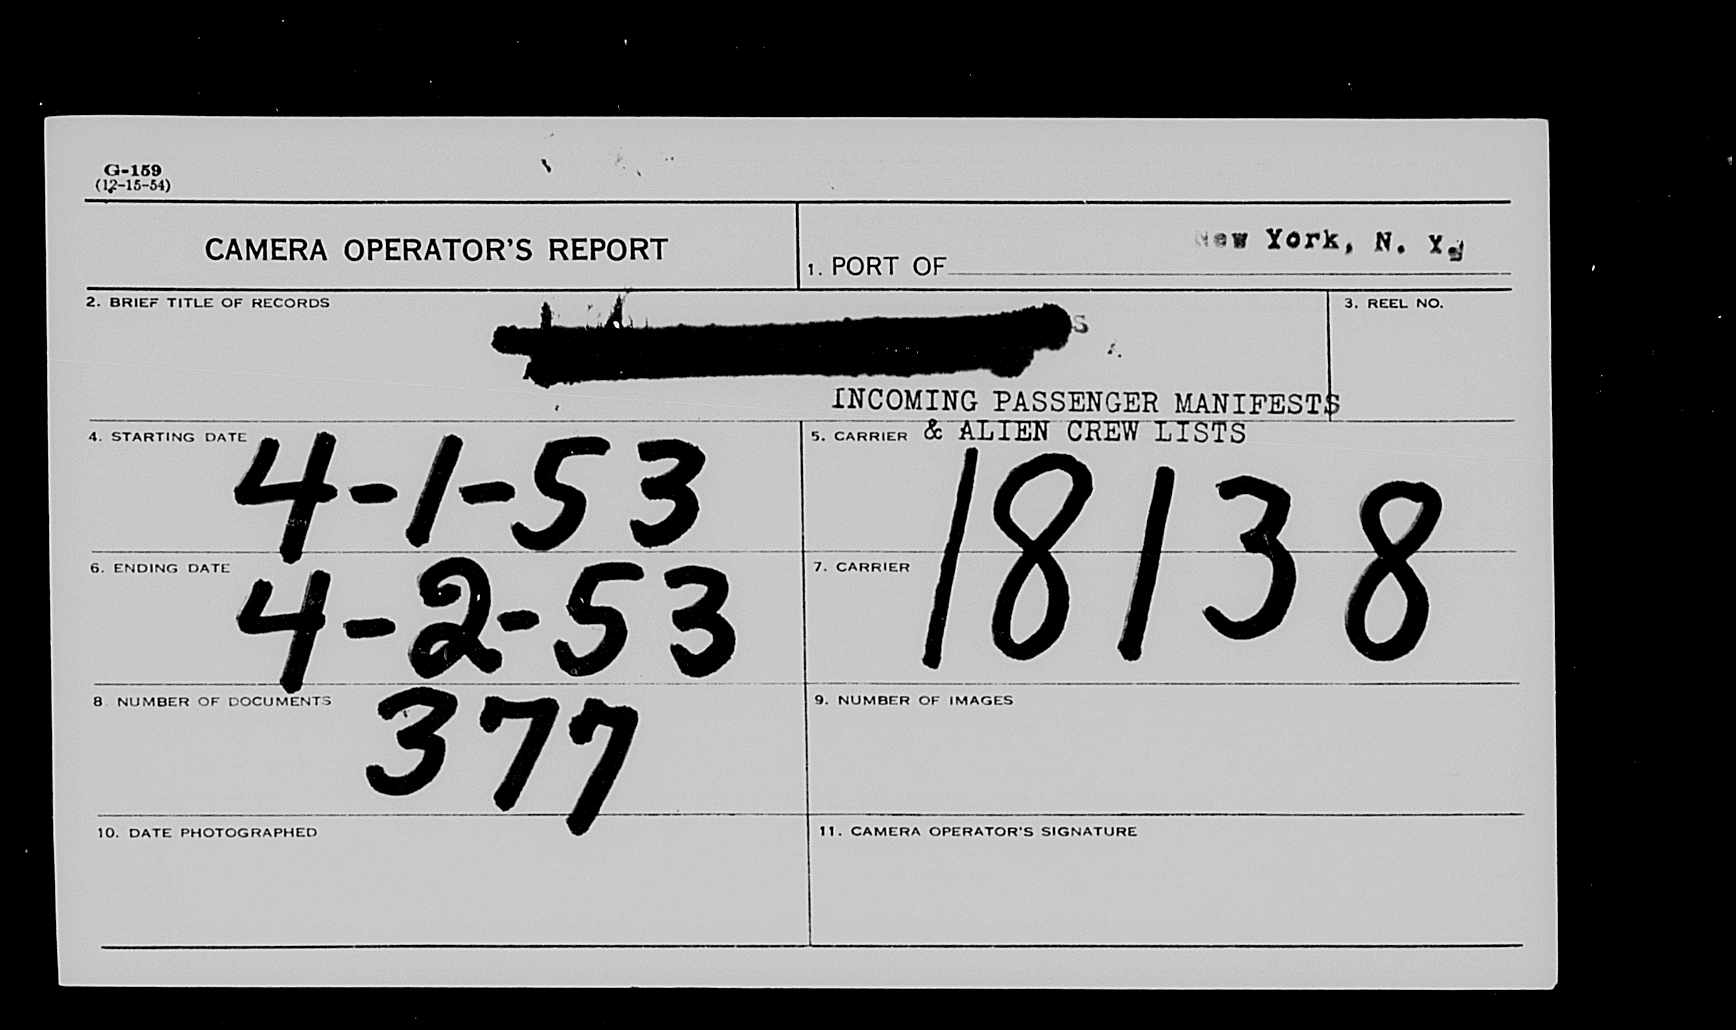 G-159
(12-15-54)
CAMERA OPERATOR'S REPORT
1. PORT OF New York, N. Y.
2. BRIEF TITLE OF RECORDS
3. REEL NO.
INCOMING PASSENGER MANIFESTS
& ALIEN CREW LISTS
4. STARTING DATE 4-1-53
5. CARRIER 18138
6. ENDING DATE 4-2-53
7. CARRIER
8. NUMBER OF DOCUMENTS 377
9. NUMBER OF IMAGES
10. DATE PHOTOGRAPHED
11. CAMERA OPERATOR'S SIGNATURE